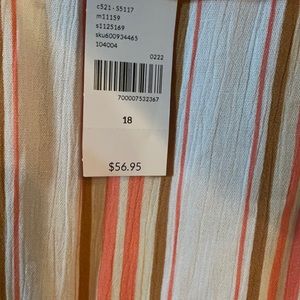 c521 - 55117
m11159
s1125169
sku600934465
104004
0222
700007532367
18
$56.95